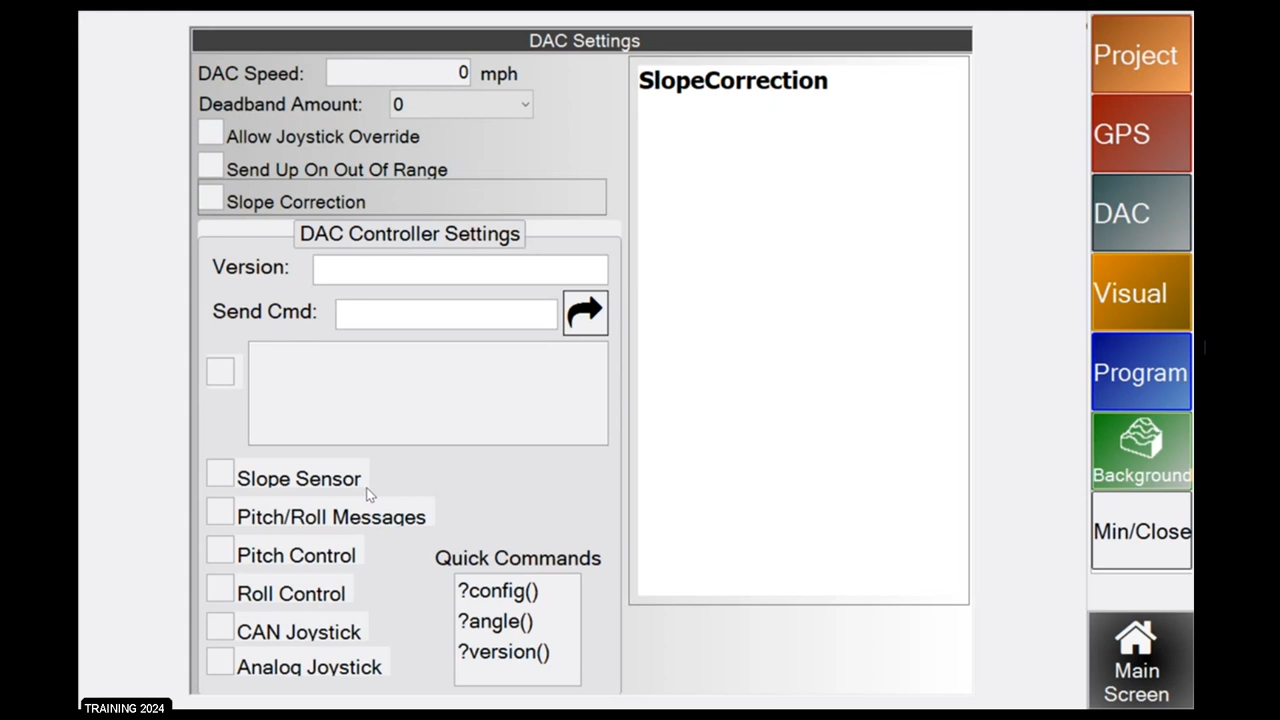 DAC Settings
DAC Speed: 0 mph
Deadband Amount: 0
Allow Joystick Override
Send Up On Out Of Range
Slope Correction
DAC Controller Settings
Version:
Send Cmd:
Slope Sensor
Pitch/Roll Messages
Pitch Control
Roll Control
CAN Joystick
Analog Joystick
Quick Commands
?config()
?angle()
?version()
SlopeCorrection
Project
GPS
DAC
Visual
Program
Background
Min/Close
Main
Screen
TRAINING 2024